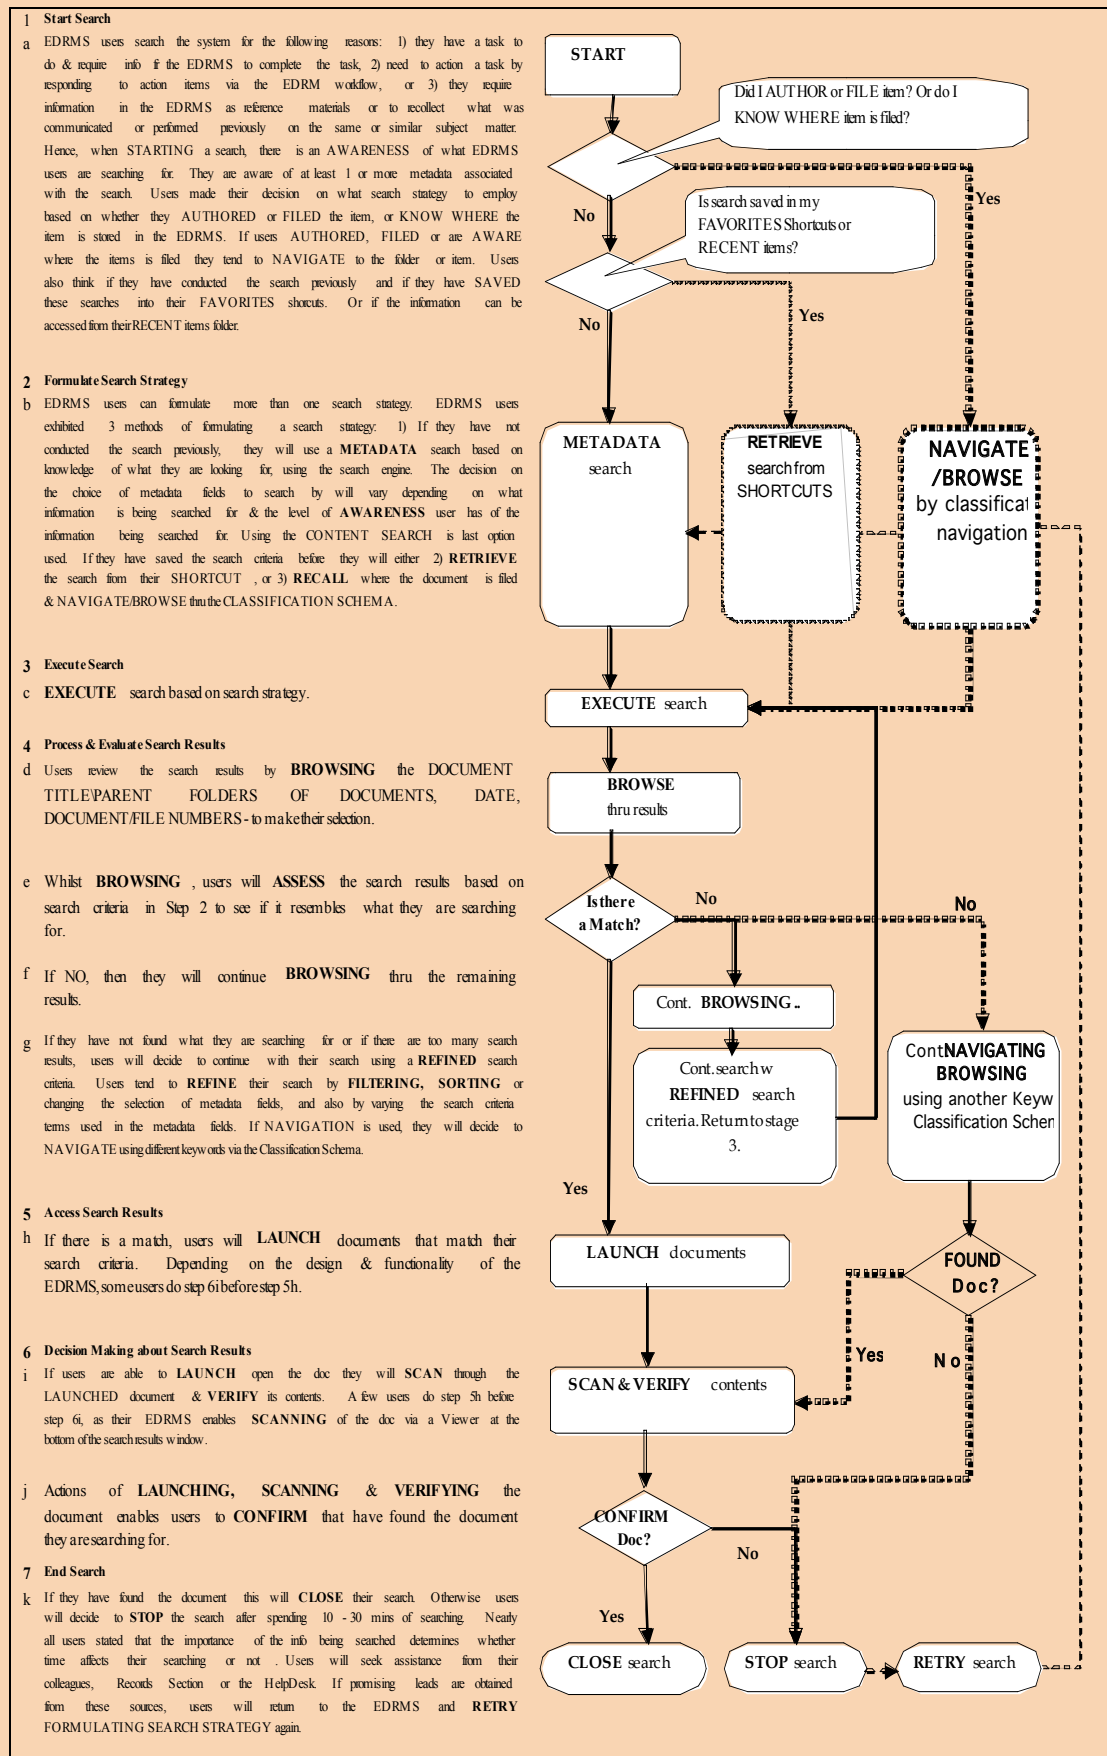 1 Start Search
a EDRMS users search the system for the following reasons: 1) they have a task to
do & require info fr the EDRMS to complete the task, 2) need to action a task by
responding to action items via the EDRM workflow, or 3) they require
information in the EDRMS as reference materials or to recollect what was
communicated or performed previously on the same or similar subject matter.
Hence, when STARTING a search, there is an AWARENESS of what EDRMS
users are searching for. They are aware of at least 1 or more metadata associated
with the search. Users made their decision on what search strategy to employ
based on whether they AUTHORED or FILED the item, or KNOW WHERE the
item is stored in the EDRMS. If users AUTHORED, FILED or are AWARE
where the items is filed they tend to NAVIGATE to the folder or item. Users
also think if they have conducted the search previously and if they have SAVED
these searches into their FAVORITES shorcuts. Or if the information can be
accessed from their RECENT items folder.
2 Formulate Search Strategy
b EDRMS users can formulate more than one search strategy. EDRMS users
exhibited 3 methods of formulating a search strategy: 1) If they have not
conducted the search previously, they will use a METADATA search based on
knowledge of what they are looking for, using the search engine. The decision on
the choice of metadata fields to search by will vary depending on what
information is being searched for & the level of AWARENESS user has of the
information being searched for. Using the CONTENT SEARCH is last option
used. If they have saved the search criteria before they will either 2) RETRIEVE
the search from their SHORTCUT , or 3) RECALL where the document is filed
& NAVIGATE/BROWSE thru the CLASSIFICATION SCHEMA.
3 Execute Search
c EXECUTE search based on search strategy.
4 Process & Evaluate Search Results
d Users review the search results by BROWSING the DOCUMENT
TITLE\PARENT FOLDERS OF DOCUMENTS, DATE,
DOCUMENT/FILE NUMBERS - to make their selection.
e Whilst BROWSING , users will ASSESS the search results based on
search criteria in Step 2 to see if it resembles what they are searching
for.
f If NO, then they will continue BROWSING thru the remaining
results.
g If they have not found what they are searching for or if there are too many search
results, users will decide to continue with their search using a REFINED search
criteria. Users tend to REFINE their search by FILTERING, SORTING or
changing the selection of metadata fields, and also by varying the search criteria
terms used in the metadata fields. If NAVIGATION is used, they will decide to
NAVIGATE using different keywords via the Classification Schema.
5 Access Search Results
h If there is a match, users will LAUNCH documents that match their
search criteria. Depending on the design & functionality of the
EDRMS, some users do step 6i before step 5h.
6 Decision Making about Search Results
i If users are able to LAUNCH open the doc they will SCAN through the
LAUNCHED document & VERIFY its contents. A few users do step 5h before
step 6i, as their EDRMS enables SCANNING of the doc via a Viewer at the
bottom of the search results window.
j Actions of LAUNCHING, SCANNING & VERIFYING the
document enables users to CONFIRM that have found the document
they are searching for.
7 End Search
k If they have found the document this will CLOSE their search. Otherwise users
will decide to STOP the search after spending 10 - 30 mins of searching. Nearly
all users stated that the importance of the info being searched determines whether
time affects their searching or not . Users will seek assistance from their
colleagues, Records Section or the HelpDesk. If promising leads are obtained
from these sources, users will return to the EDRMS and RETRY
FORMULATING SEARCH STRATEGY again.
START
Did I AUTHOR or FILE item? Or do I
KNOW WHERE item is filed?
Yes
No
Is search saved in my
FAVORITES Shortcuts or
RECENT items?
Yes
No
METADATA
search
RETRIEVE
search from
SHORTCUTS
NAVIGATE
/BROWSE
by classificat
navigation
EXECUTE search
BROWSE
thru results
Is there
a Match?
No
No
Cont. BROWSING ..
Cont. search w
REFINED search
criteria. Return to stage
3.
Cont NAVIGATING
BROWSING
using another Keyw
Classification Schem
Yes
LAUNCH documents
FOUND
Doc?
Yes
No
SCAN & VERIFY contents
CONFIRM
Doc?
No
Yes
CLOSE search
STOP search
RETRY search